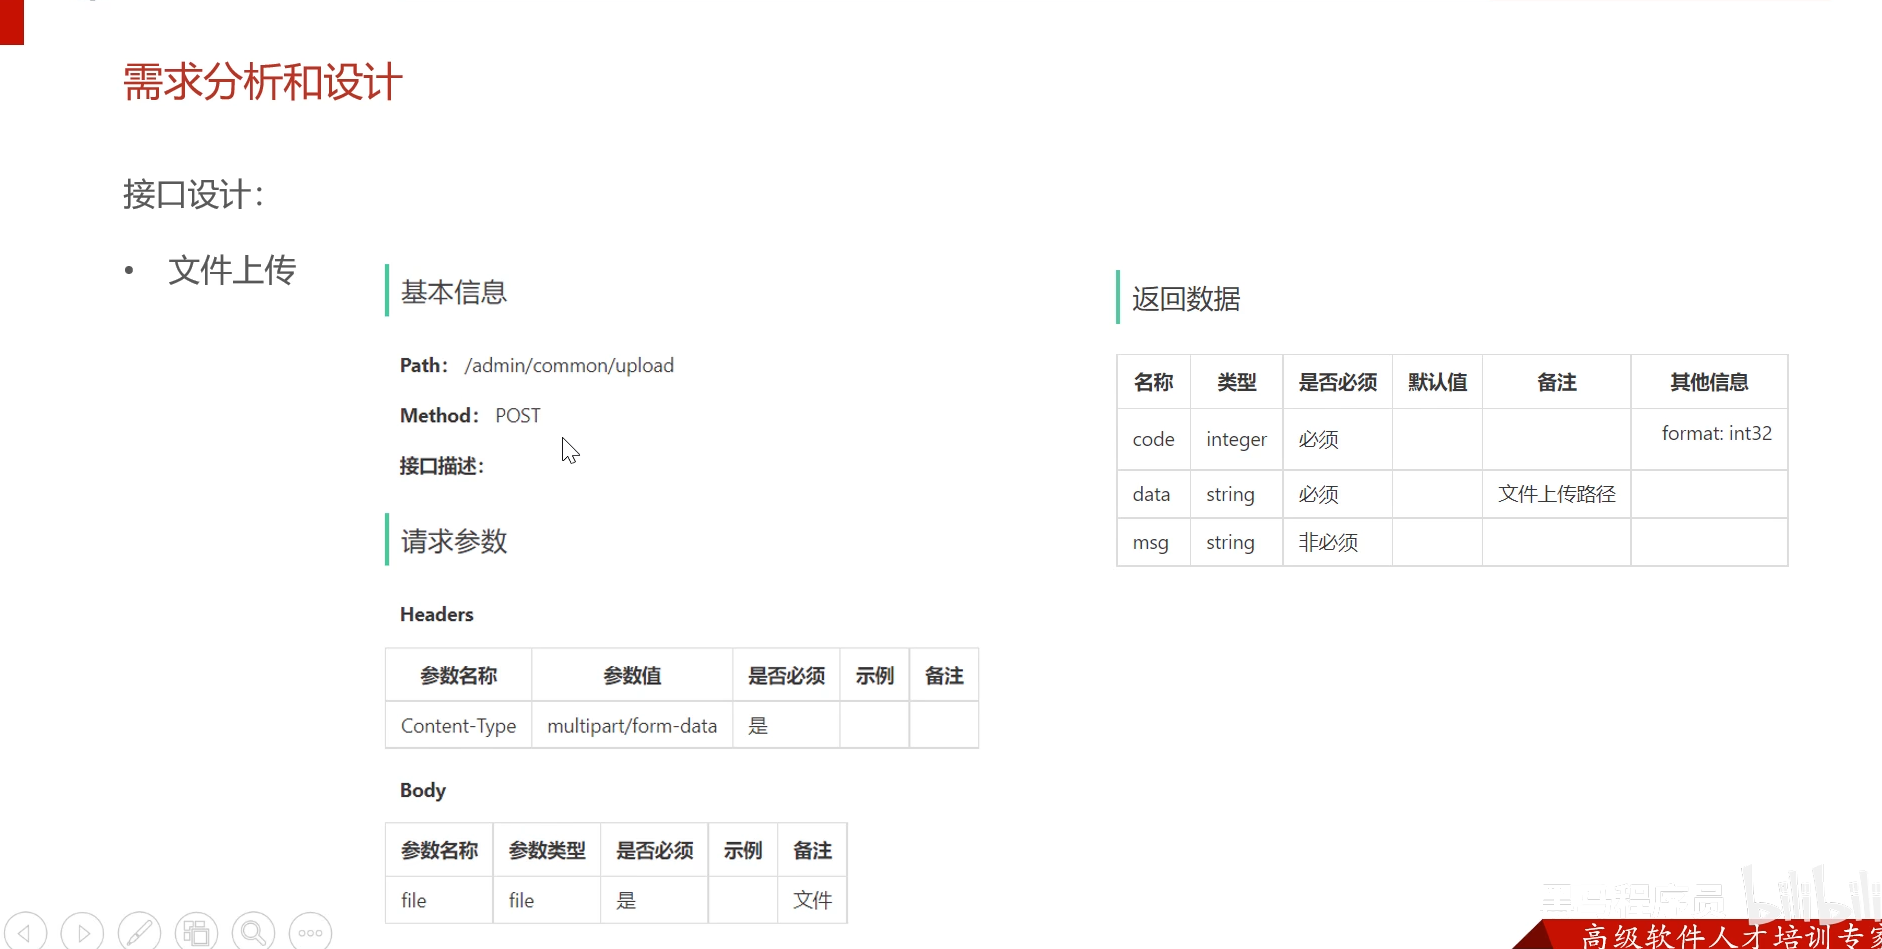 需求分析和设计
接口设计：
• 文件上传
基本信息
Path： /admin/common/upload
Method： POST
接口描述：
请求参数
Headers
参数名称 参数值 是否必须 示例 备注
Content-Type multipart/form-data 是
Body
参数名称 参数类型 是否必须 示例 备注
file file 是 文件
返回数据
名称 类型 是否必须 默认值 备注 其他信息
code integer 必须 format: int32
data string 必须 文件上传路径
msg string 非必须
黑马程序员 bilibili
高级软件人才培训专家